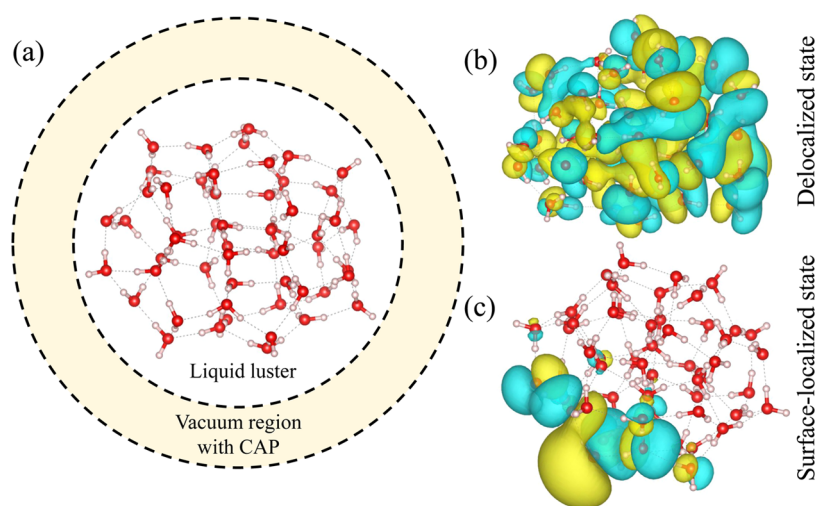 (a)
Liquid luster
Vacuum region
with CAP
(b)
Delocalized state
(c)
Surface-localized state